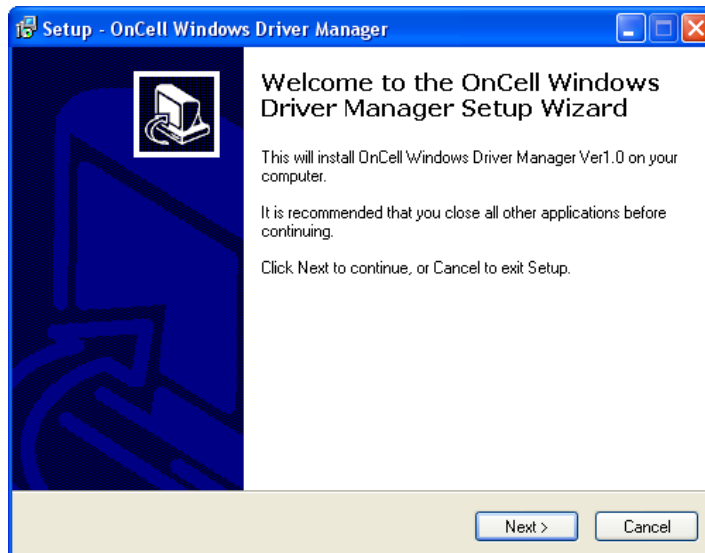 Setup - OnCell Windows Driver Manager
Welcome to the OnCell Windows
Driver Manager Setup Wizard
This will install OnCell Windows Driver Manager Ver1.0 on your
computer.
It is recommended that you close all other applications before
continuing.
Click Next to continue, or Cancel to exit Setup.
Next >
Cancel